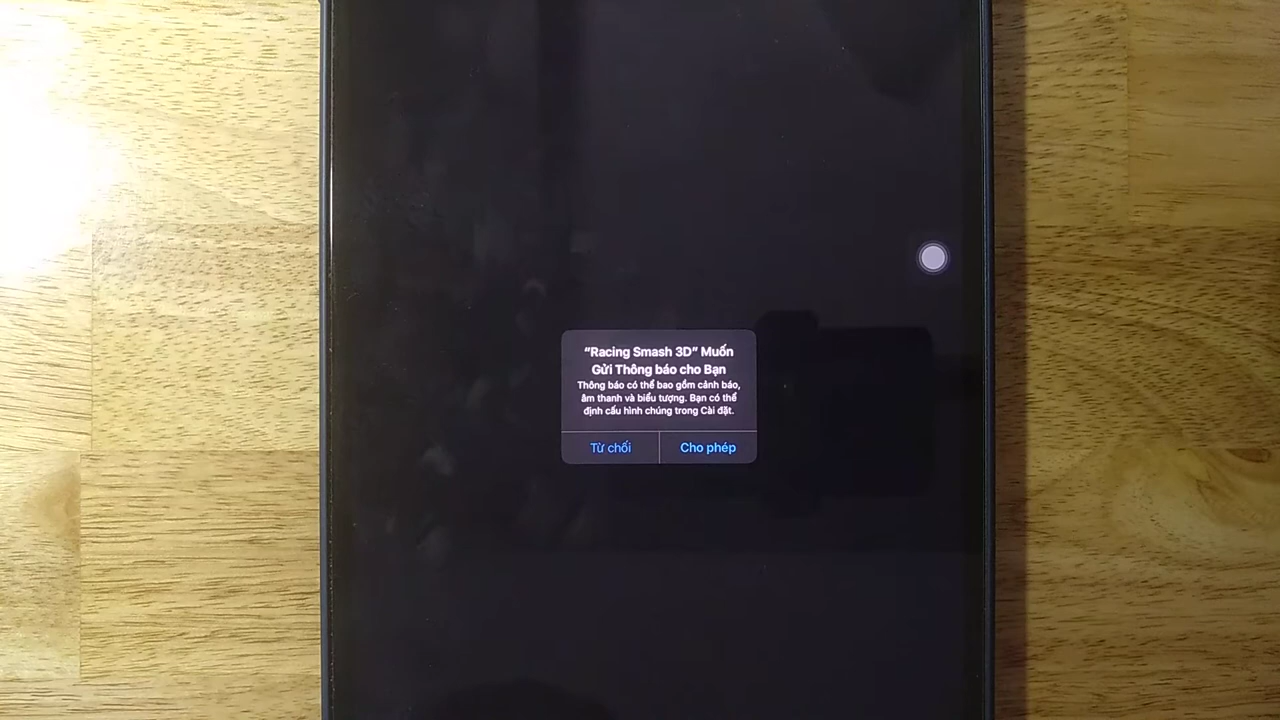 “Racing Smash 3D” Muốn
Gửi Thông báo cho Bạn
Thông báo có thể bao gồm cảnh báo,
âm thanh và biểu tượng. Bạn có thể
định cấu hình chúng trong Cài đặt.
Từ chối
Cho phép